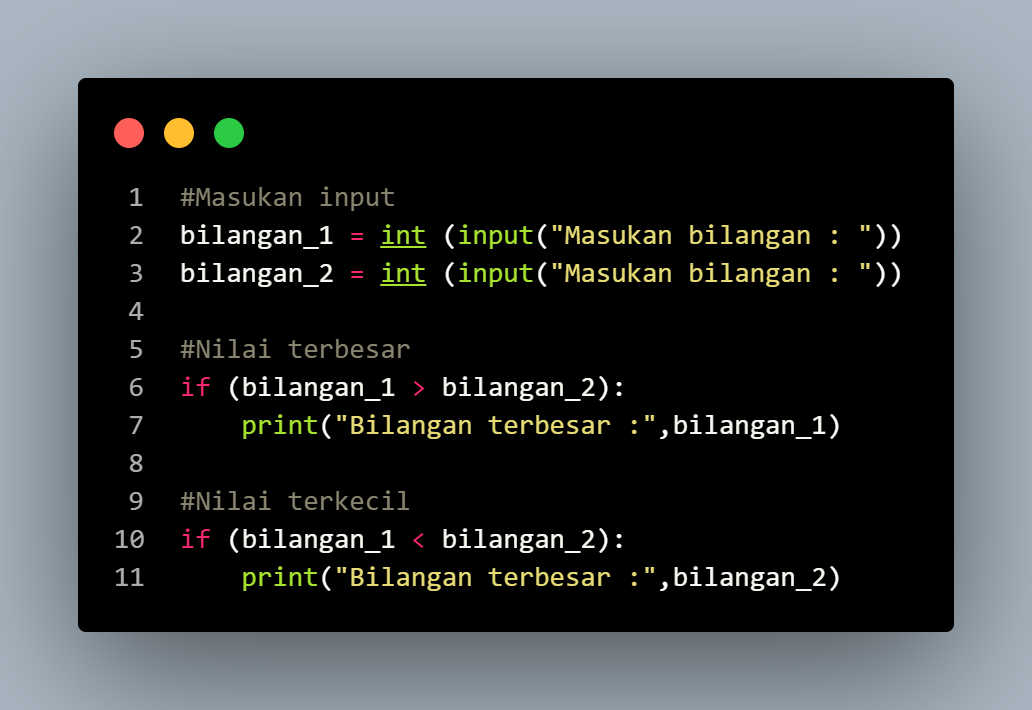 1 #Masukan input
2 bilangan_1 = int (input("Masukan bilangan : "))
3 bilangan_2 = int (input("Masukan bilangan : "))
4
5 #Nilai terbesar
6 if (bilangan_1 > bilangan_2):
7     print("Bilangan terbesar :",bilangan_1)
8
9 #Nilai terkecil
10 if (bilangan_1 < bilangan_2):
11     print("Bilangan terbesar :",bilangan_2)